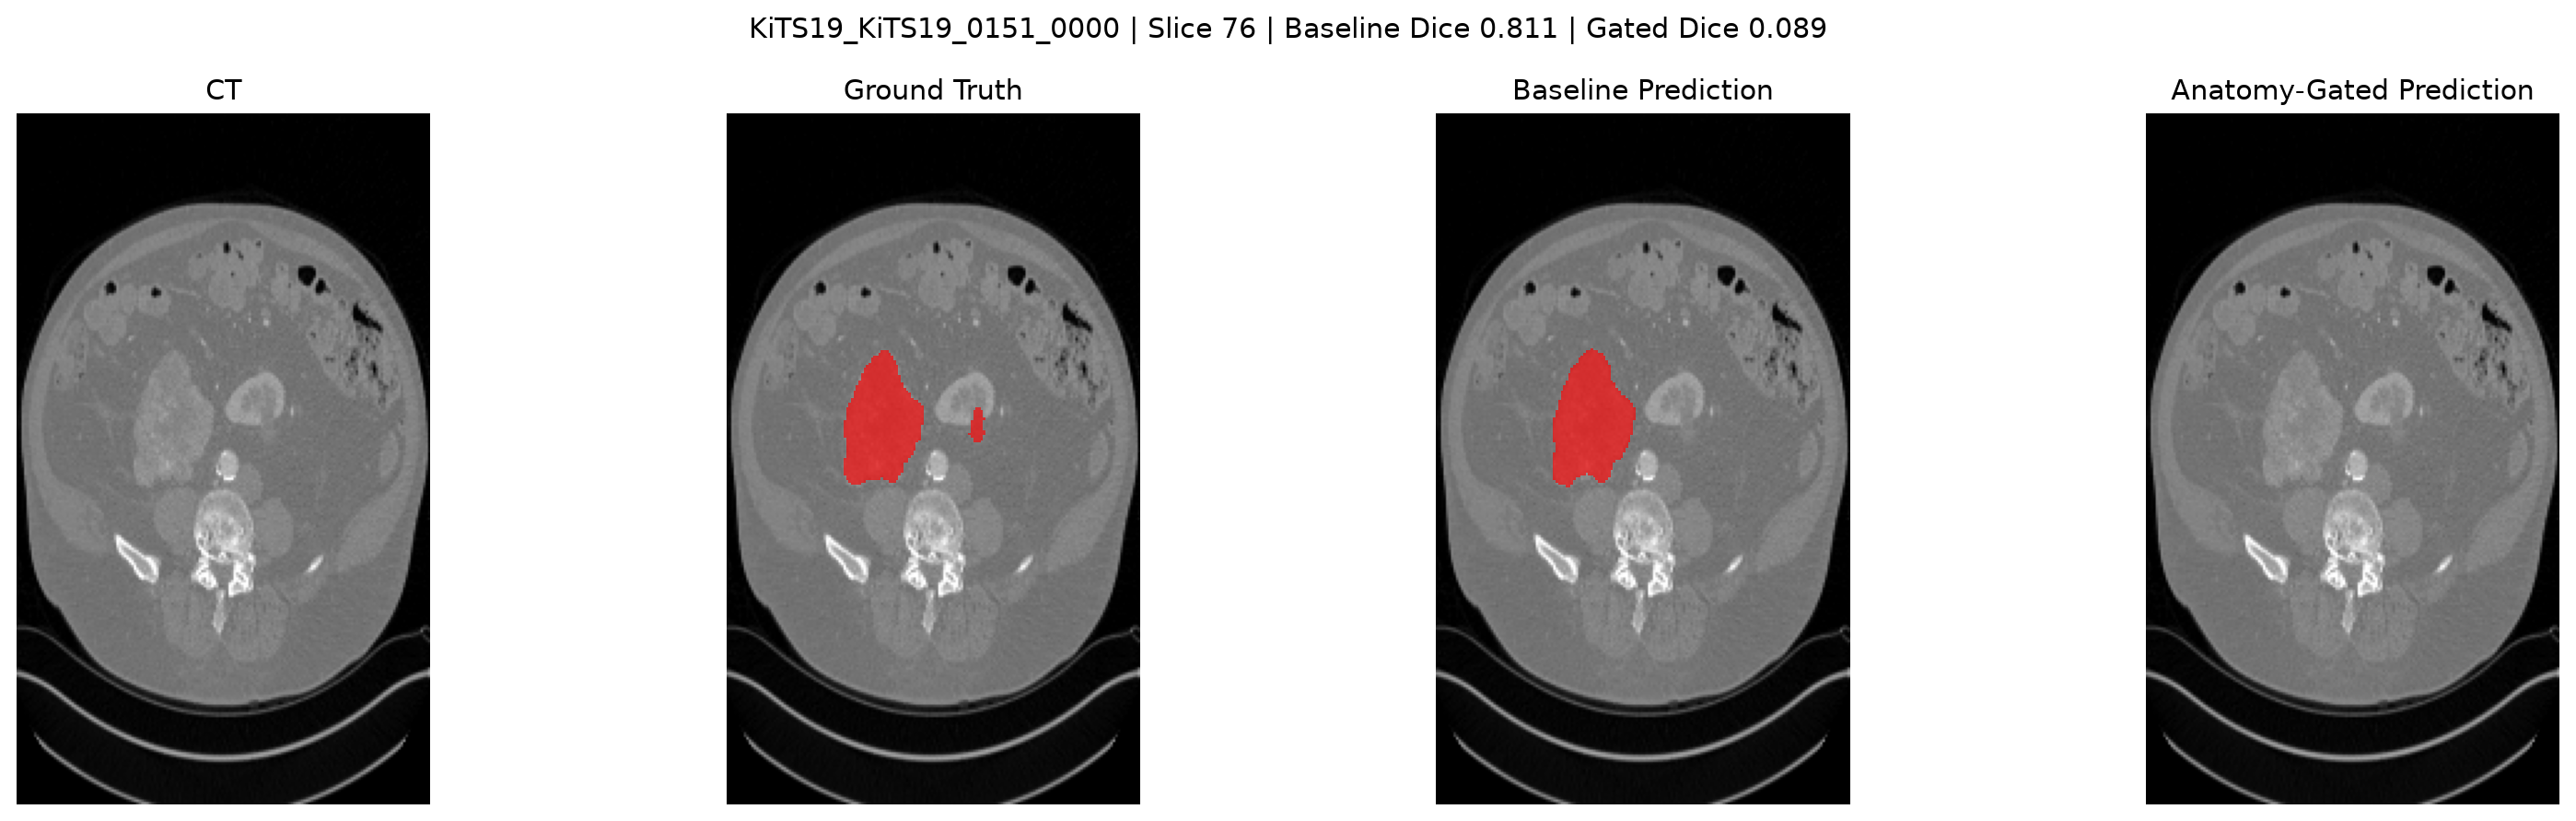 KiTS19_KiTS19_0151_0000 | Slice 76 | Baseline Dice 0.811 | Gated Dice 0.089
CT
Ground Truth
Baseline Prediction
Anatomy-Gated Prediction